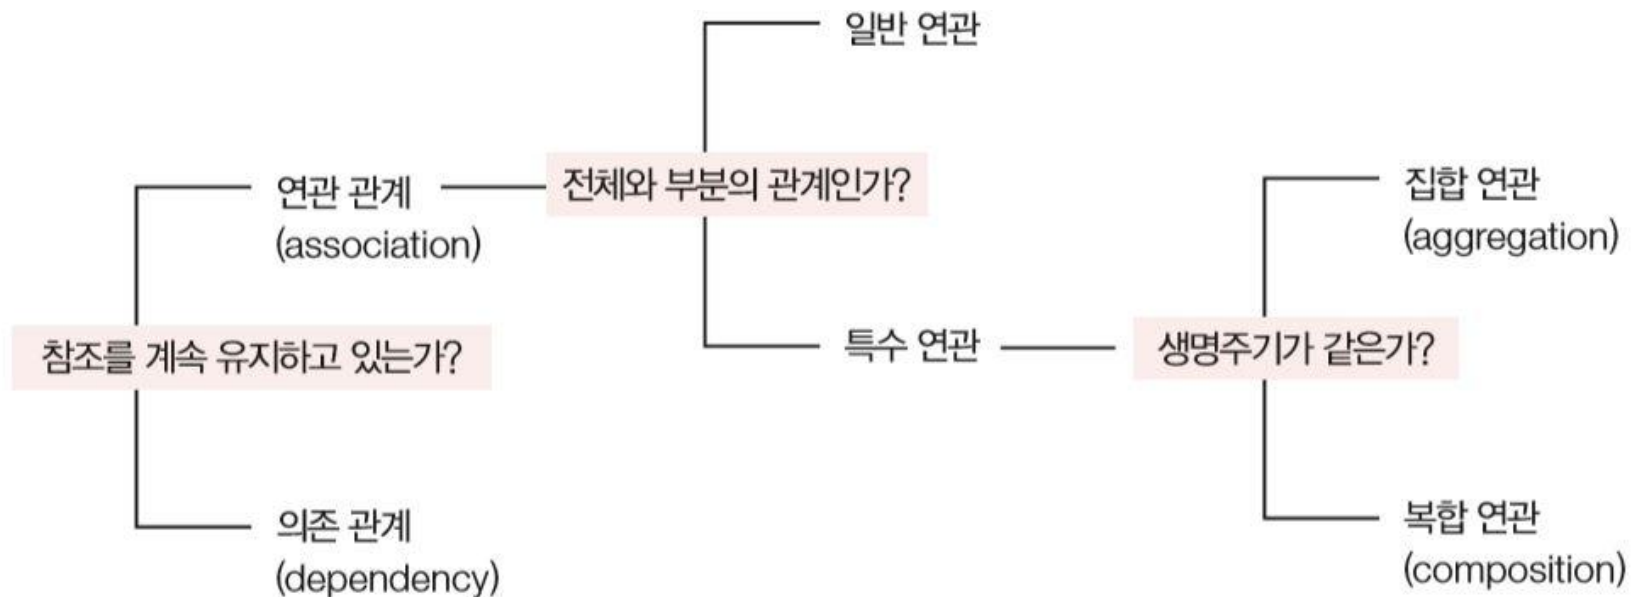 일반 연관
연관 관계
(association)
전체와 부분의 관계인가?
집합 연관
(aggregation)
참조를 계속 유지하고 있는가?
특수 연관
생명주기가 같은가?
의존 관계
(dependency)
복합 연관
(composition)